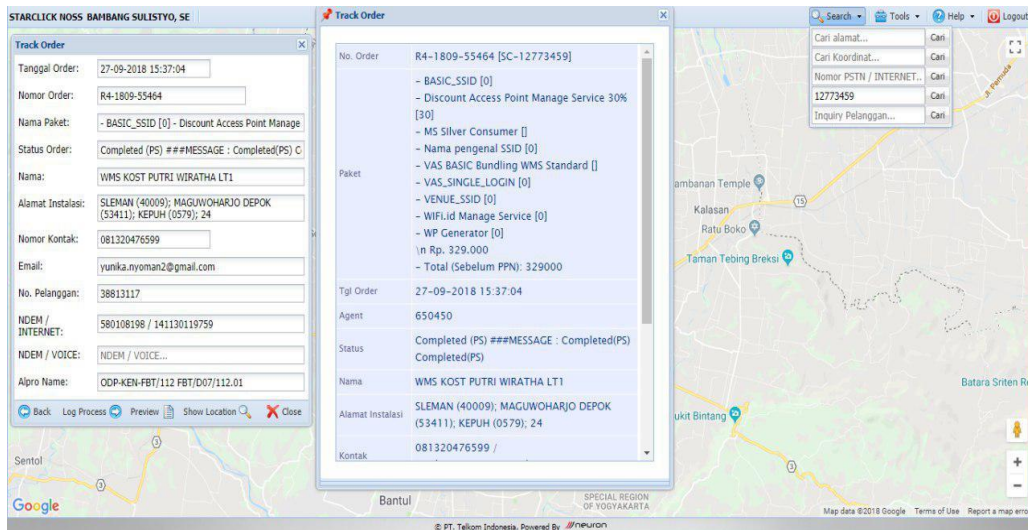 STARCLICK NOSS BAMBANG SULISTYO, SE
Search
Tools
Help
Logout
Track Order
Tanggal Order: 27-09-2018 15:37:04
Nomor Order: R4-1809-55464
Nama Paket: - BASIC_SSID [0] - Discount Access Point Manage
Status Order: Completed (PS) ###MESSAGE : Completed(PS) C
Nama: WMS KOST PUTRI WIRATHA LT1
Alamat Instalasi: SLEMAN (40009); MAGUWOHARJO DEPOK
(53411); KEPUH (0579); 24
Nomor Kontak: 081320476599
Email: yunika.nyoman2@gmail.com
No. Pelanggan: 38813117
NDEM /
INTERNET: 580108198 / 141130119759
NDEM / VOICE: NDEM / VOICE...
Alpro Name: ODP-KEN-FBT/112 FBT/D07/112.01
Back Log Process Preview Show Location Close
Track Order
No. Order R4-1809-55464 [SC-12773459]
Paket
- BASIC_SSID [0]
- Discount Access Point Manage Service 30%
[30]
- MS SIlver Consumer []
- Nama pengenal SSID [0]
- VAS BASIC Bundling WMS Standard []
- VAS_SINGLE_LOGIN [0]
- VENUE_SSID [0]
- WIFi.id Manage Service [0]
- WP Generator [0]
\n Rp. 329.000
- Total (Sebelum PPN): 329000
Tgl Order 27-09-2018 15:37:04
Agent 650450
Status Completed (PS) ###MESSAGE : Completed(PS)
Completed(PS)
Nama WMS KOST PUTRI WIRATHA LT1
Alamat Instalasi SLEMAN (40009); MAGUWOHARJO DEPOK
(53411); KEPUH (0579); 24
Kontak 081320476599 /
Cari alamat... Cari
Cari Koordinat... Cari
Nomor PSTN / INTERNET.. Cari
12773459 Cari
Inquiry Pelanggan... Cari
Jl. Pemuda
ambanan Temple
15
Kalasan
Ratu Boko
Taman Tebing Breksi
Batara Sriten Re
ukit Bintang
3
3
3
Sentol
Bantul
SPECIAL REGION
OF YOGYAKARTA
Google
Map data ©2018 Google Terms of Use Report a map erro
© PT. Telkom Indonesia. Powered By neuron